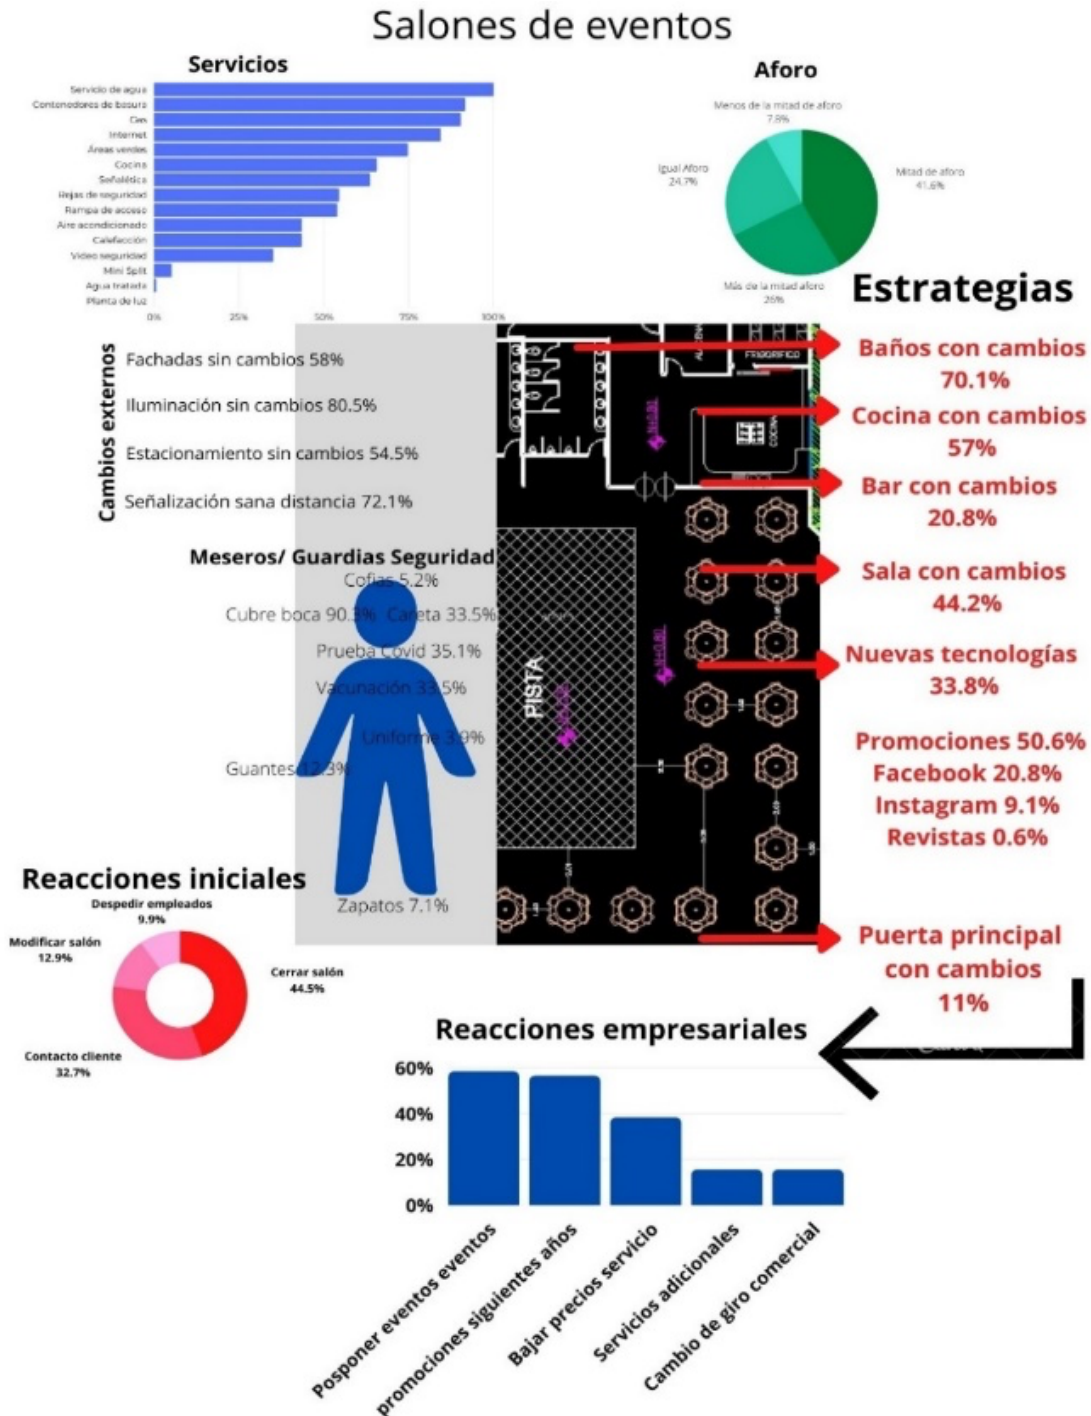 Salones de eventos
Servicios
Servicio de agua
Contenedores de basura
Gas
Internet
Áreas verdes
Cocina
Señalética
Rejas de seguridad
Rampa de acceso
Aire acondicionado
Calefacción
Video seguridad
Mini Split
Agua tratada
Planta de luz
0% 25% 50% 75% 100%
Aforo
Menos de la mitad de aforo
7.8%
Igual Aforo
24.7%
Mitad de aforo
41.6%
Más de la mitad aforo
26%
Estrategias
Cambios externos
Fachadas sin cambios 58%
Iluminación sin cambios 80.5%
Estacionamiento sin cambios 54.5%
Señalización sana distancia 72.1%
Meseros/ Guardias Seguridad
Cofias 5.2%
Cubre boca 90.3% Careta 33.5%
Prueba Covid 35.1%
Vacunación 33.5%
Uniforme 3.9%
Guantes 12.3%
Zapatos 7.1%
FRIGORIFICO
COCINA
PISTA
N+0.80
Baños con cambios
70.1%
Cocina con cambios
57%
Bar con cambios
20.8%
Sala con cambios
44.2%
Nuevas tecnologías
33.8%
Promociones 50.6%
Facebook 20.8%
Instagram 9.1%
Revistas 0.6%
Puerta principal
con cambios
11%
Reacciones iniciales
Despedir empleados
9.9%
Modificar salón
12.9%
Cerrar salón
44.5%
Contacto cliente
32.7%
Reacciones empresariales
60%
40%
20%
0%
Posponer eventos eventos
promociones siguientes años
Bajar precios servicio
Servicios adicionales
Cambio de giro comercial